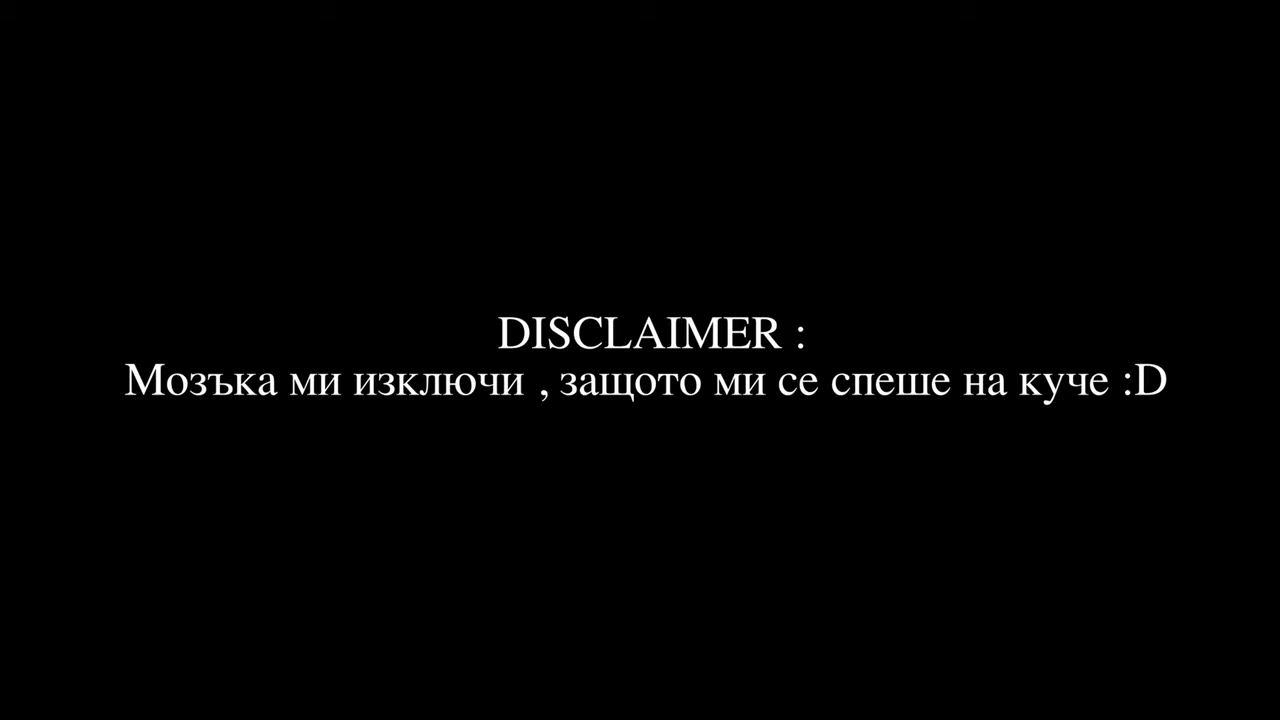 DISCLAIMER :
Мозъка ми изключи , защото ми се спеше на куче :D